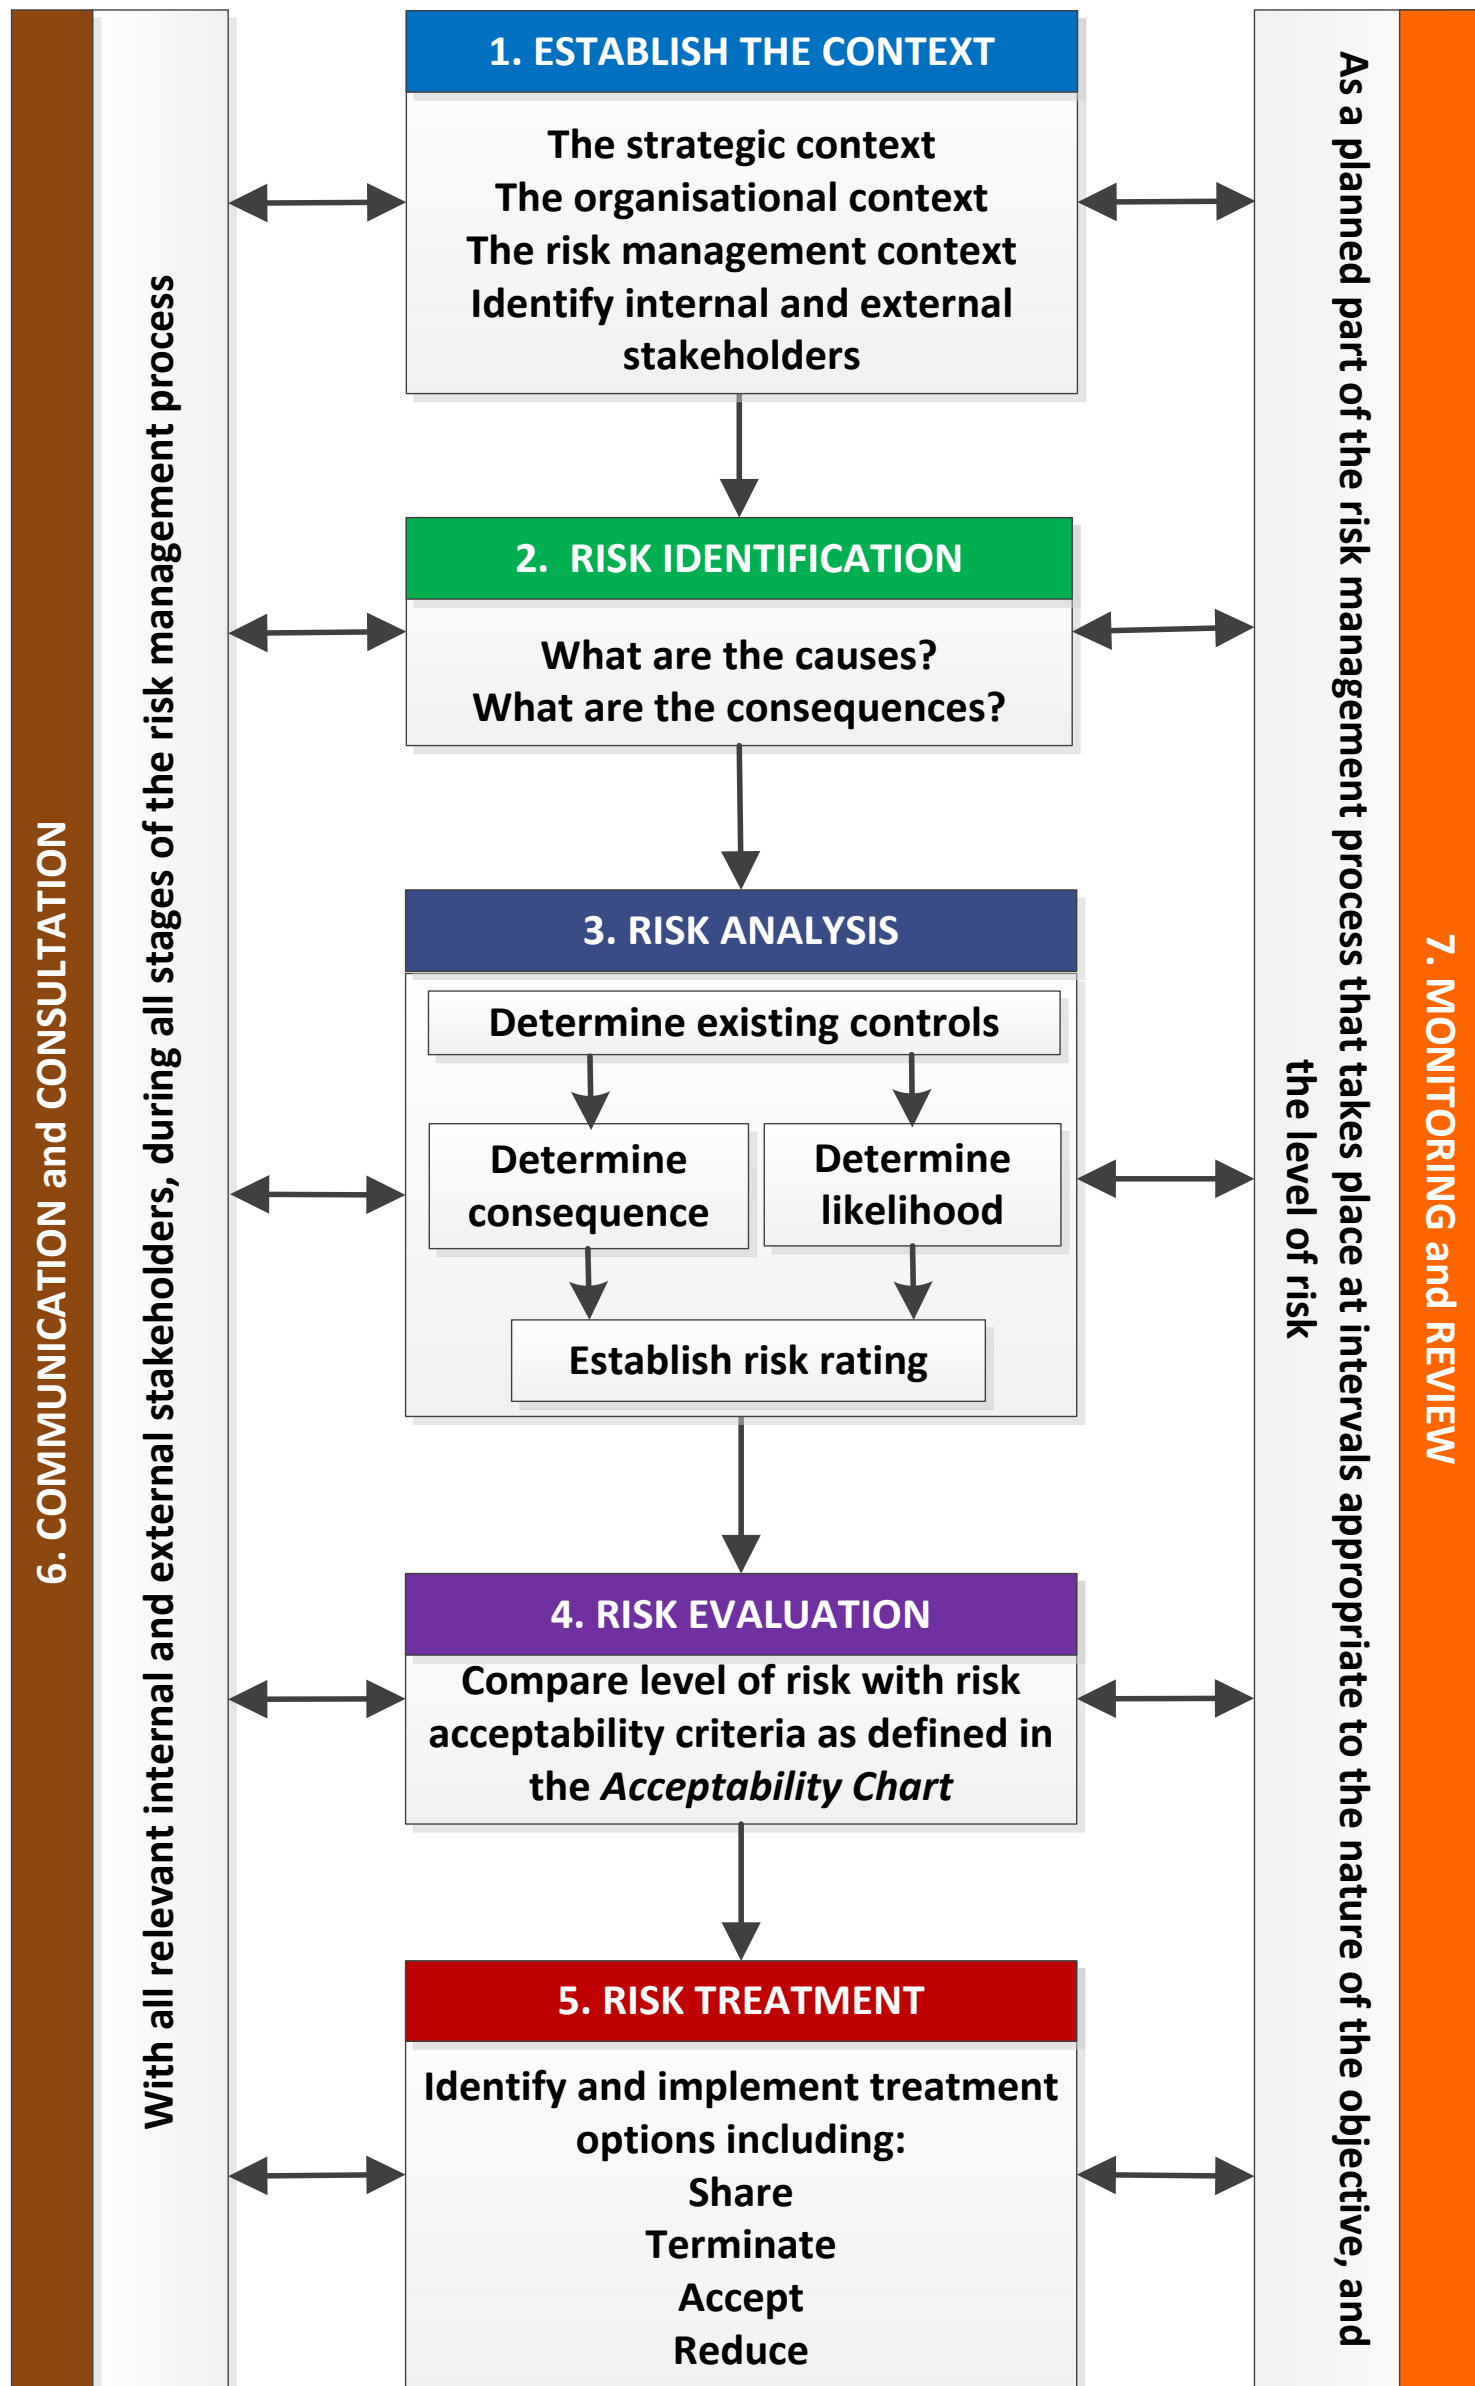 6. COMMUNICATION and CONSULTATION
With all relevant internal and external stakeholders, during all stages of the risk management process
1. ESTABLISH THE CONTEXT
The strategic context
The organisational context
The risk management context
Identify internal and external
stakeholders
2. RISK IDENTIFICATION
What are the causes?
What are the consequences?
3. RISK ANALYSIS
Determine existing controls
Determine
consequence
Determine
likelihood
Establish risk rating
4. RISK EVALUATION
Compare level of risk with risk
acceptability criteria as defined in
the Acceptability Chart
5. RISK TREATMENT
Identify and implement treatment
options including:
Share
Terminate
Accept
Reduce
As a planned part of the risk management process that takes place at intervals appropriate to the nature of the objective, and
the level of risk
7. MONITORING and REVIEW